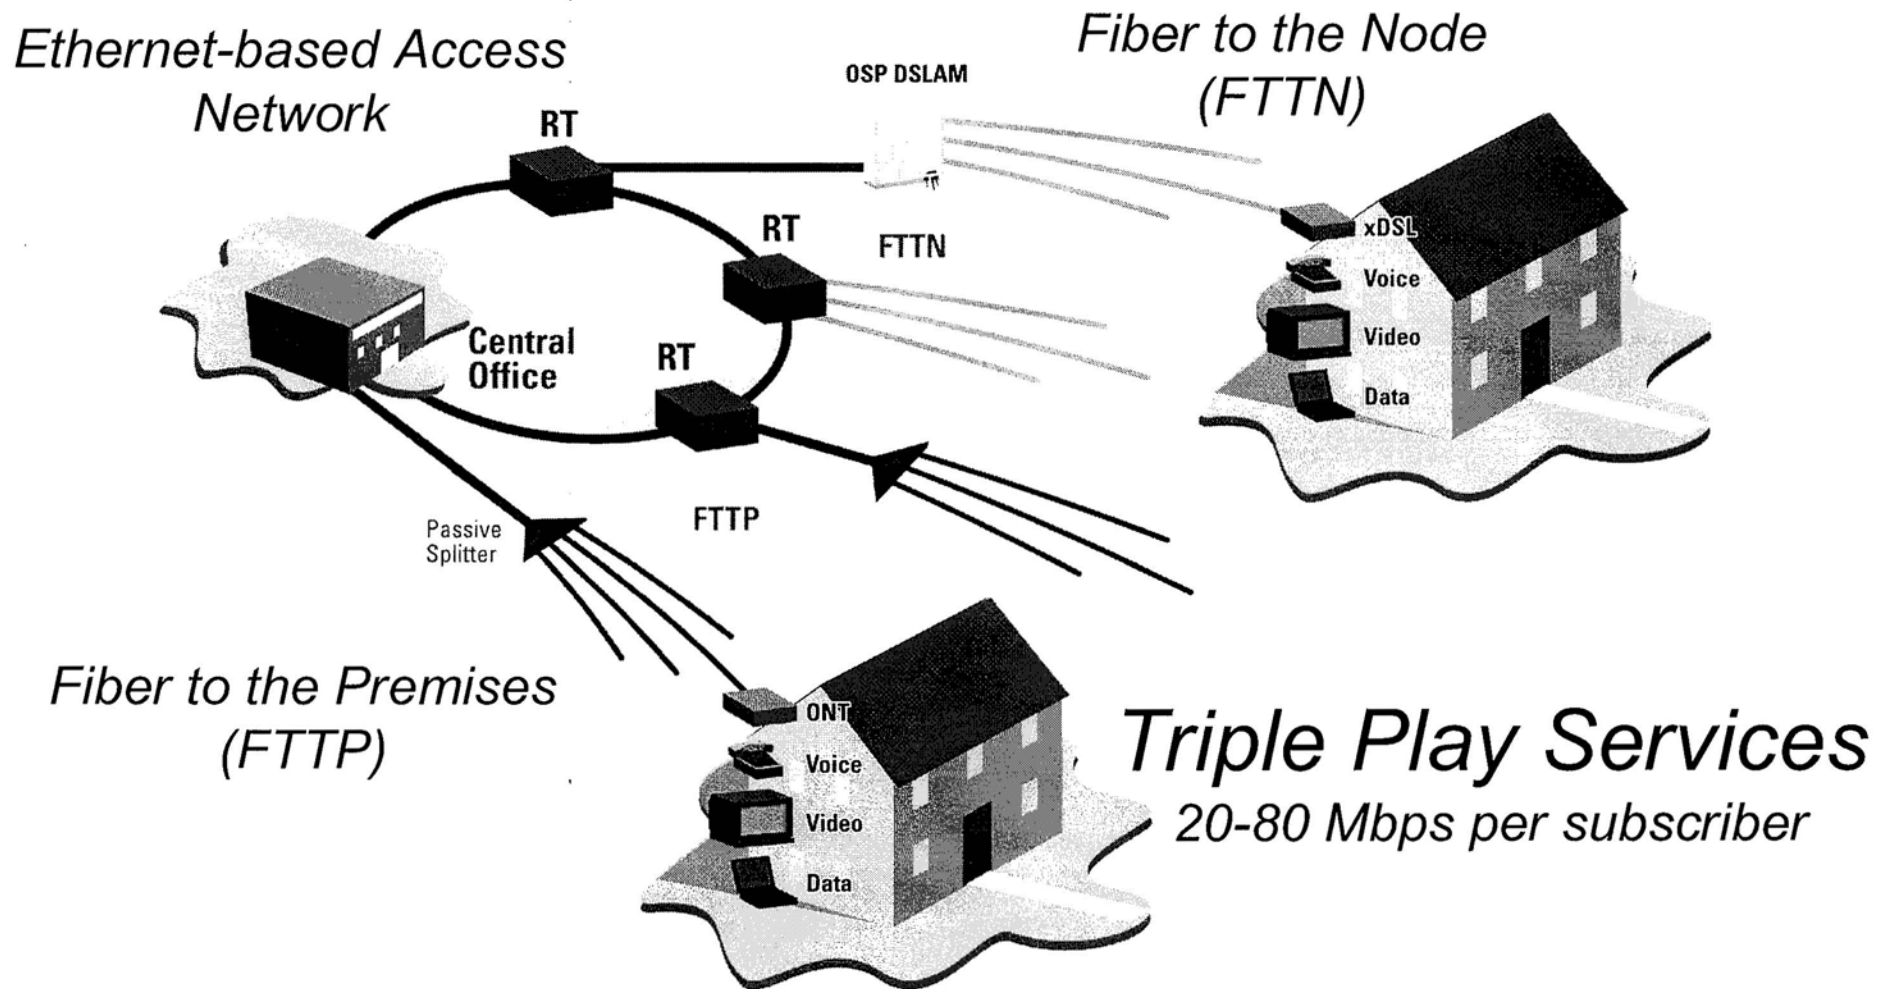 Ethernet-based Access
Network
Fiber to the Node
(FTTN)
OSP DSLAM
RT
RT
FTTN
RT
Central
Office
xDSL
Voice
Video
Data
Passive
Splitter
FTTP
Fiber to the Premises
(FTTP)
ONT
Voice
Video
Data
Triple Play Services
20-80 Mbps per subscriber